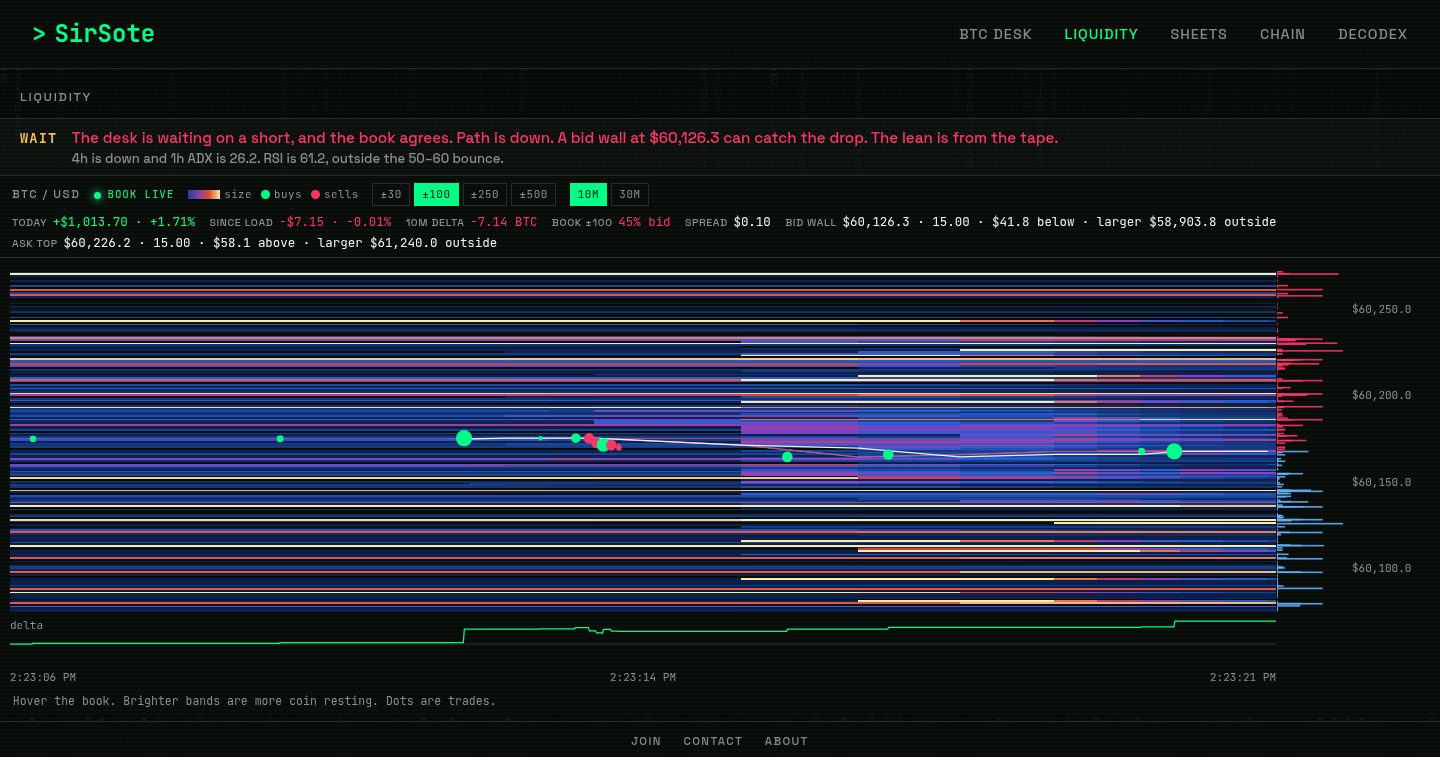 > SirSote
BTC DESK LIQUIDITY SHEETS CHAIN DECODEX
LIQUIDITY
WAIT The desk is waiting on a short, and the book agrees. Path is down. A bid wall at $60,126.3 can catch the drop. The lean is from the tape.
4h is down and 1h ADX is 26.2. RSI is 61.2, outside the 50–60 bounce.
BTC / USD BOOK LIVE size buys sells ±30 ±100 ±250 ±500 10M 30M
TODAY +$1,013.70 · +1.71% SINCE LOAD -$7.15 · -0.01% 10M DELTA -7.14 BTC BOOK ±100 45% bid SPREAD $0.10 BID WALL $60,126.3 · 15.00 · $41.8 below · larger $58,903.8 outside
ASK TOP $60,226.2 · 15.00 · $58.1 above · larger $61,240.0 outside
$60,250.0
$60,200.0
$60,150.0
$60,100.0
delta
2:23:06 PM 2:23:14 PM 2:23:21 PM
Hover the book. Brighter bands are more coin resting. Dots are trades.
JOIN CONTACT ABOUT